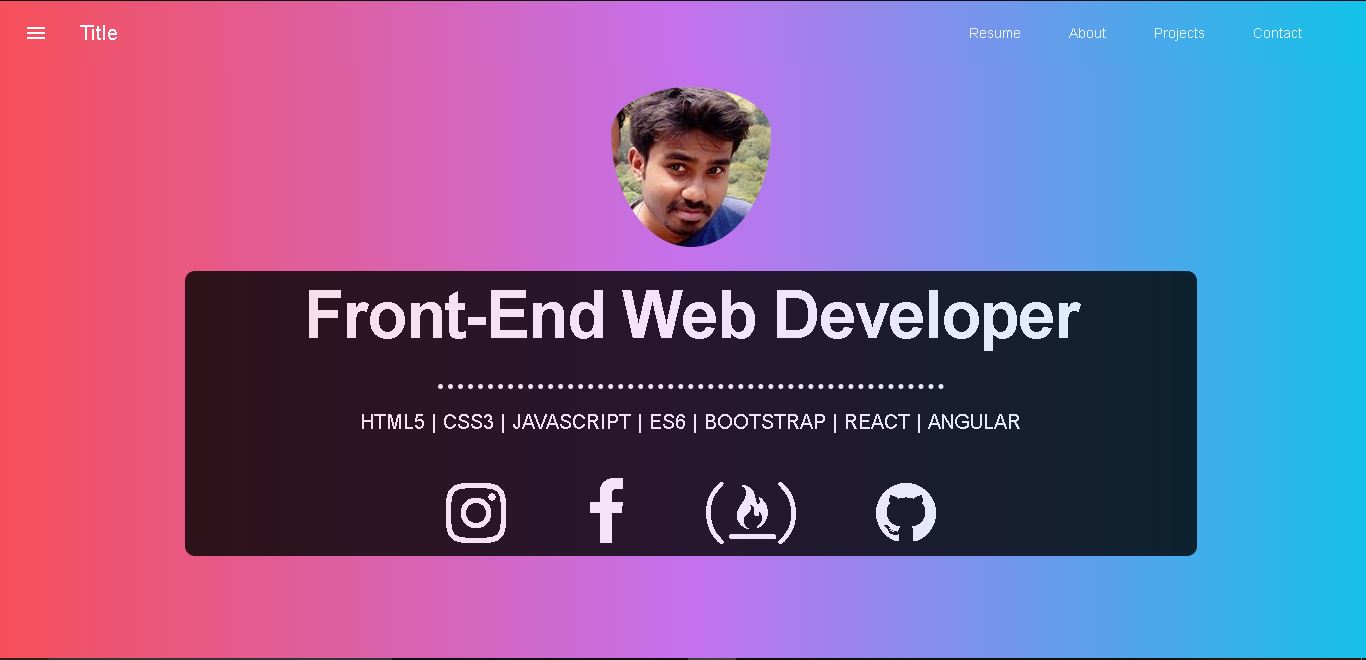 Title
Resume About Projects Contact
Front-End Web Developer
HTML5 | CSS3 | JAVASCRIPT | ES6 | BOOTSTRAP | REACT | ANGULAR